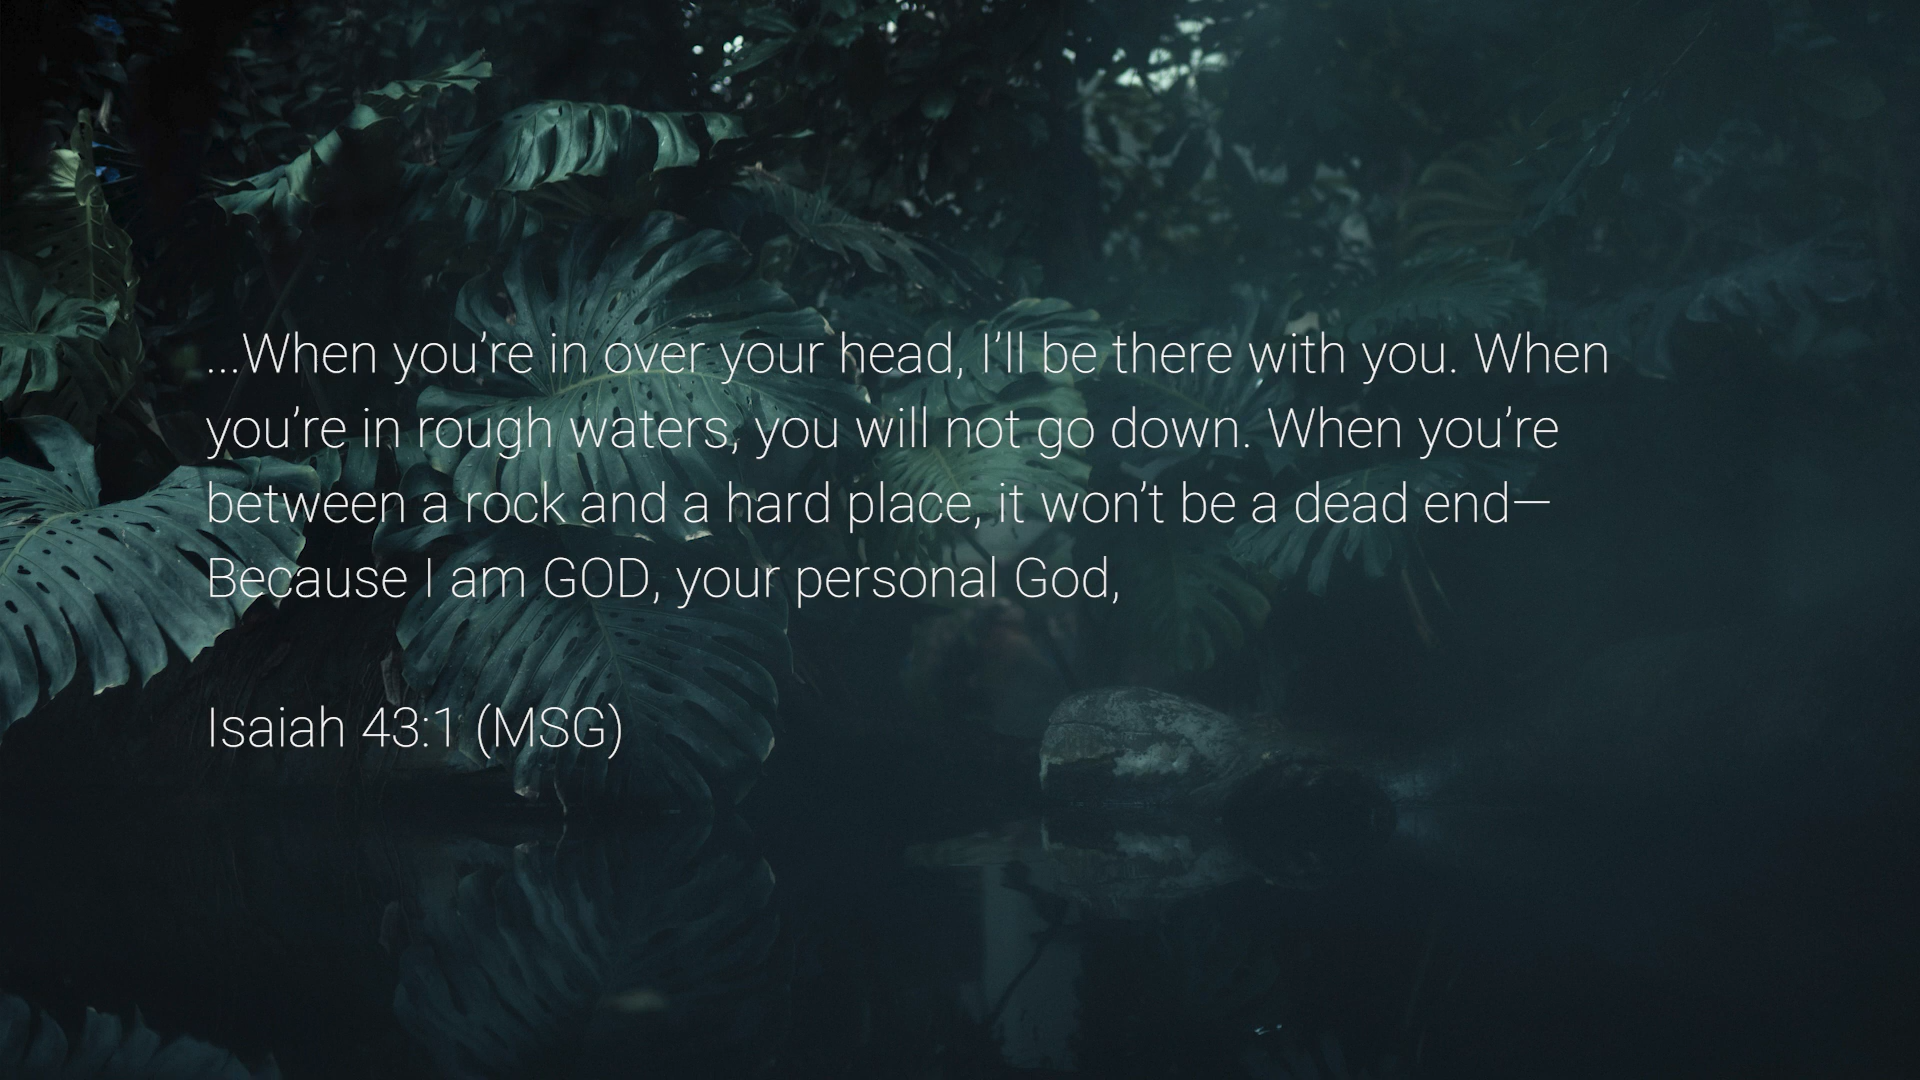 ...When you’re in over your head, I’ll be there with you. When
you’re in rough waters, you will not go down. When you’re
between a rock and a hard place, it won’t be a dead end—
Because I am GOD, your personal God,
Isaiah 43:1 (MSG)